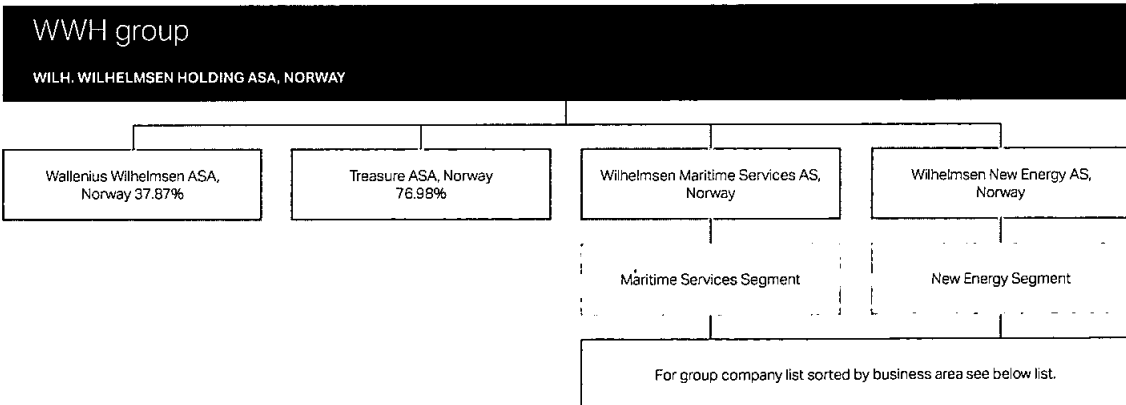 WWH group
WILH. WILHELMSEN HOLDING ASA, NORWAY
Wallenius Wilhelmsen ASA,
Norway 37.87%
Treasure ASA, Norway
76.98%
Wilhelmsen Maritime Services AS,
Norway
Wilhelmsen New Energy AS,
Norway
Maritime Services Segment
New Energy Segment
For group company list sorted by business area see below list.